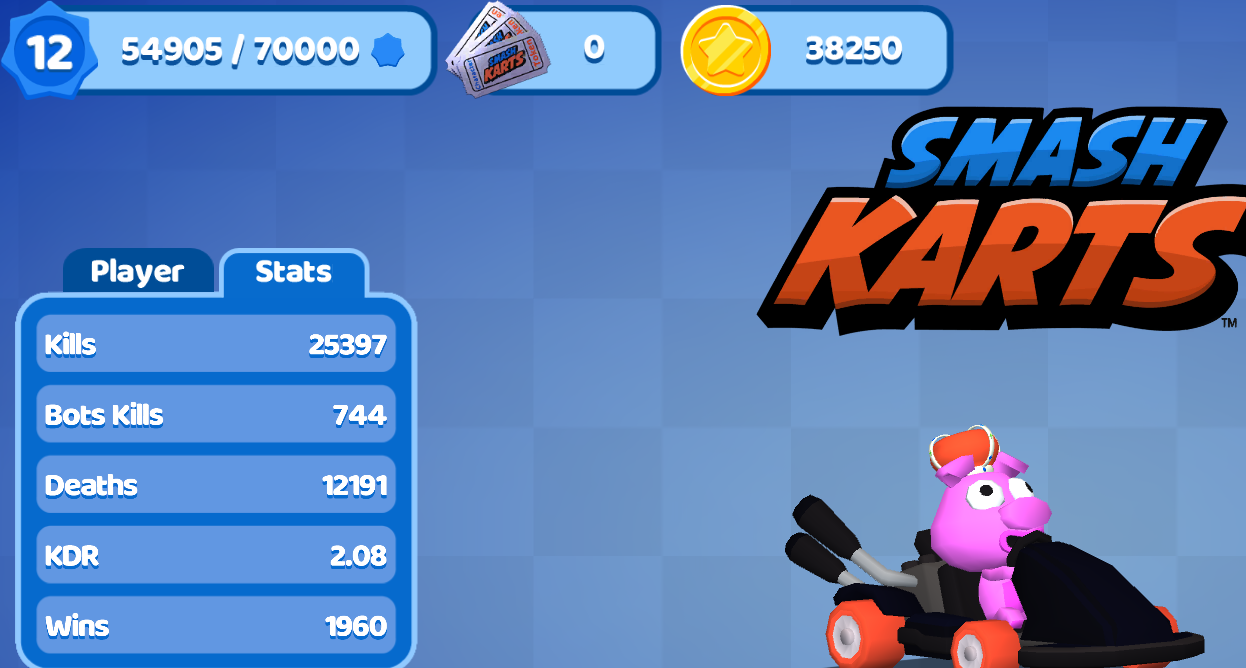 12
54905 / 70000
SMASH
KARTS
0
38250
SMASH
KARTS
TM
Player
Stats
Kills 25397
Bots Kills 744
Deaths 12191
KDR 2.08
Wins 1960